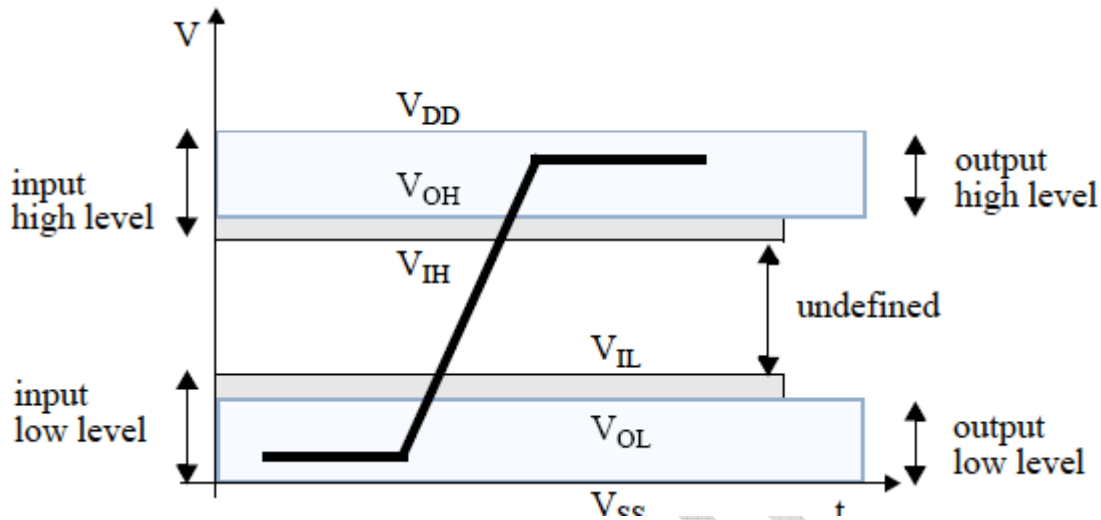 V
V_DD
input
high level
V_OH
output
high level
V_IH
undefined
V_IL
input
low level
V_OL
output
low level
V_SS
t